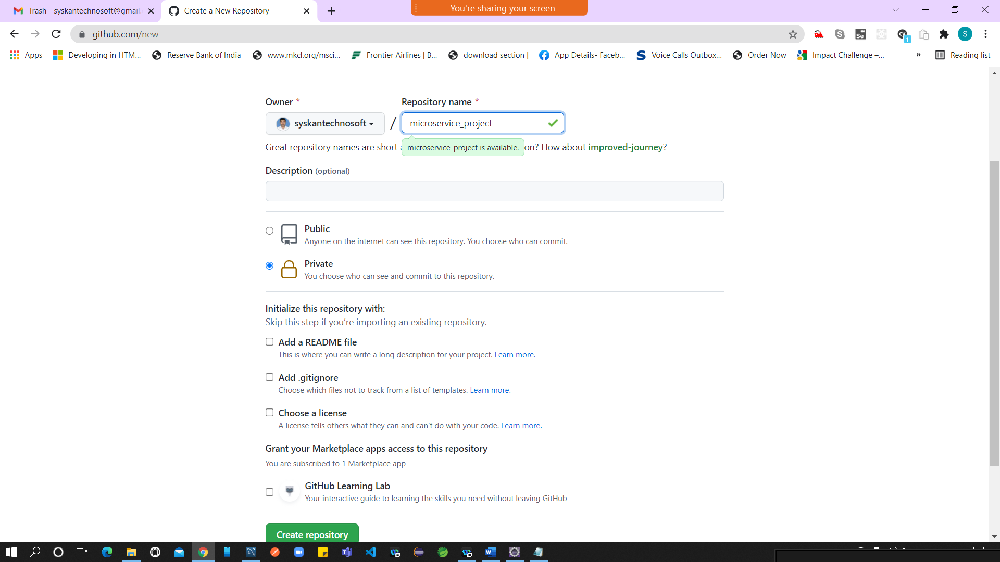 Trash - syskantechnosoft@gmail.
Create a New Repository
You're sharing your screen
github.com/new
S
Se
cy
1
S
Apps
Developing in HTM...
Reserve Bank of India
www.mkcl.org/msci...
Frontier Airlines | B...
download section |
App Details- Faceb...
Voice Calls Outbox...
Order Now
Impact Challenge –...
»
Reading list
Owner *
Repository name *
syskantechnosoft
/
microservice_project
Great repository names are short
microservice_project is available.
on? How about improved-journey?
Description (optional)
Public
Anyone on the internet can see this repository. You choose who can commit.
Private
You choose who can see and commit to this repository.
Initialize this repository with:
Skip this step if you’re importing an existing repository.
Add a README file
This is where you can write a long description for your project. Learn more.
Add .gitignore
Choose which files not to track from a list of templates. Learn more.
Choose a license
A license tells others what they can and can't do with your code. Learn more.
Grant your Marketplace apps access to this repository
You are subscribed to 1 Marketplace app
GitHub Learning Lab
Your interactive guide to learning the skills you need without leaving GitHub
Create repository